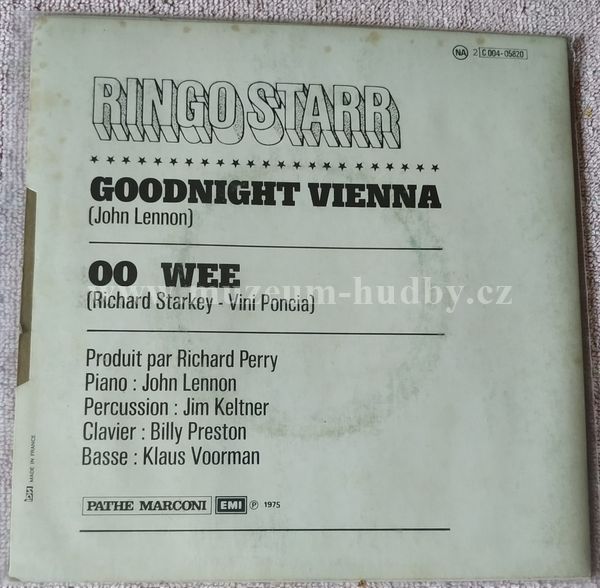 NA 2 C 004-05820
RINGO STARR
GOODNIGHT VIENNA
(John Lennon)
OO WEE
(Richard Starkey - Vini Poncia)
www.muzeum-hudby.cz
Produit par Richard Perry
Piano : John Lennon
Percussion : Jim Keltner
Clavier : Billy Preston
Basse : Klaus Voorman
PATHE MARCONI EMI ℗ 1975
MADE IN FRANCE